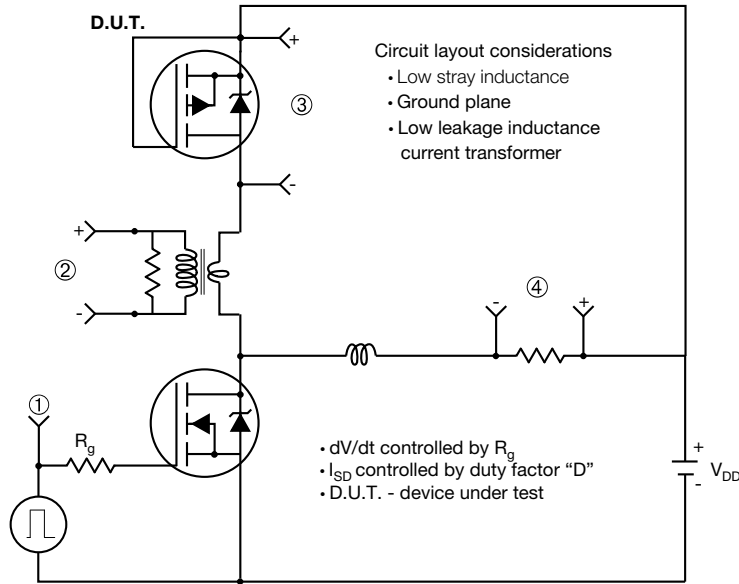 D.U.T.
+
③
-
Circuit layout considerations
• Low stray inductance
• Ground plane
• Low leakage inductance
current transformer
+
②
-
-
④
+
①
Rg
• dV/dt controlled by Rg
• ISD controlled by duty factor “D”
• D.U.T. - device under test
+
-
VDD